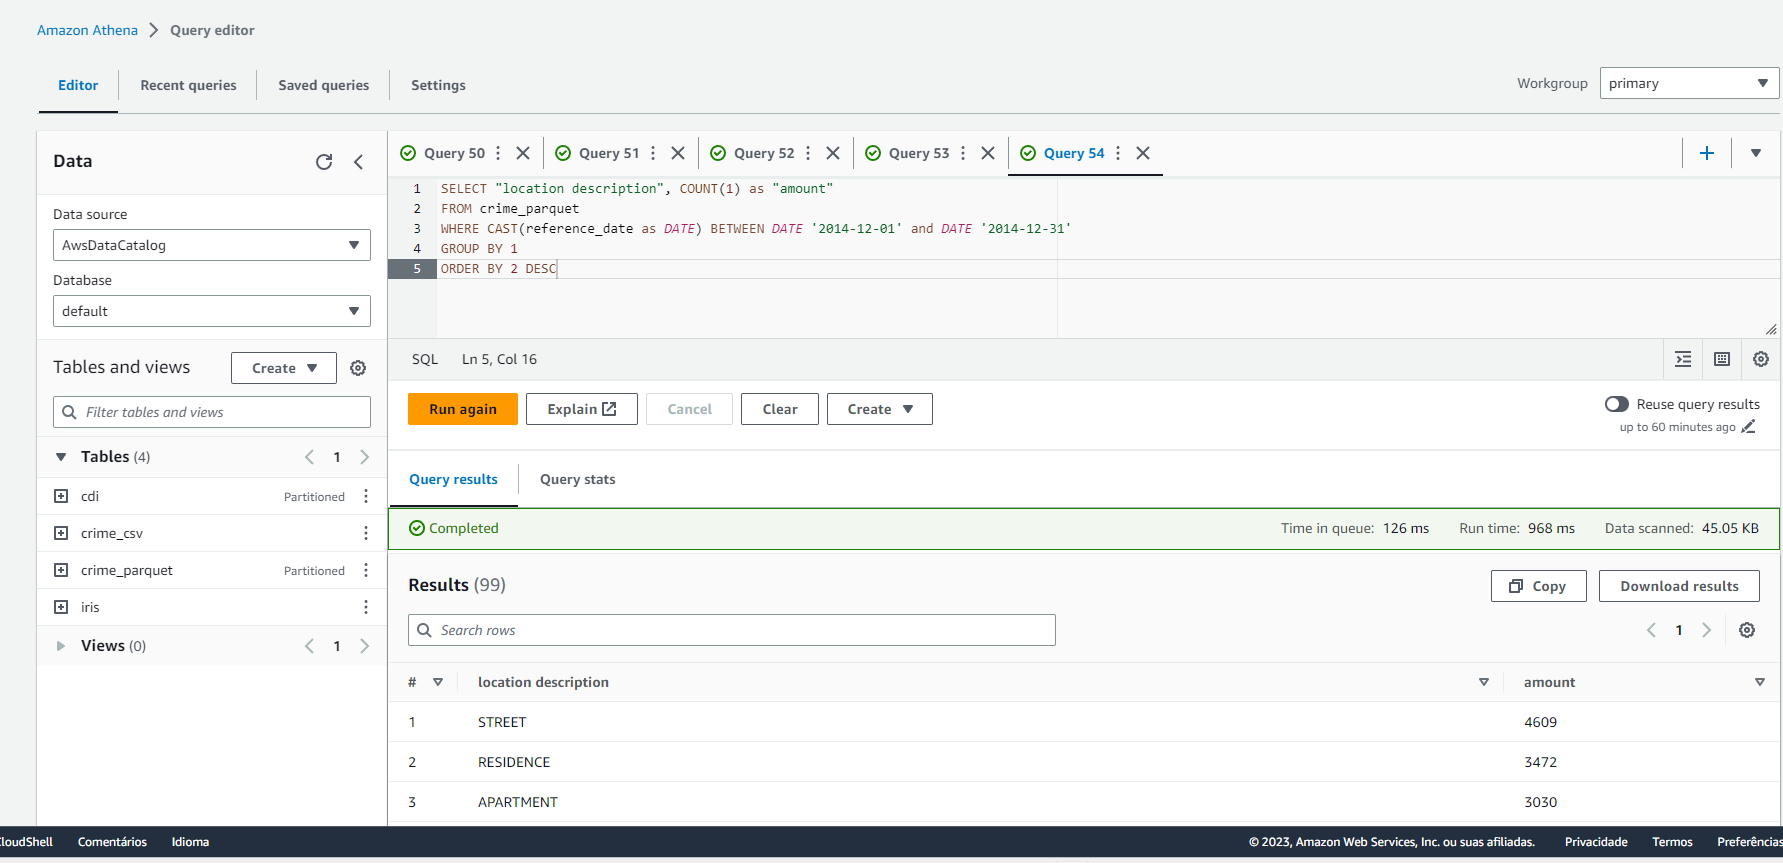 Amazon Athena > Query editor
Editor Recent queries Saved queries Settings Workgroup primary
Data
Data source
AwsDataCatalog
Database
default
Tables and views Create
Filter tables and views
Tables (4) 1
cdi Partitioned
crime_csv
crime_parquet Partitioned
iris
Views (0) 1
Query 50 Query 51 Query 52 Query 53 Query 54
1 SELECT "location description", COUNT(1) as "amount"
2 FROM crime_parquet
3 WHERE CAST(reference_date as DATE) BETWEEN DATE '2014-12-01' and DATE '2014-12-31'
4 GROUP BY 1
5 ORDER BY 2 DESC
SQL Ln 5, Col 16
Run again Explain Cancel Clear Create Reuse query results
up to 60 minutes ago
Query results Query stats
Completed Time in queue: 126 ms Run time: 968 ms Data scanned: 45.05 KB
Results (99) Copy Download results
Search rows 1
# location description amount
1 STREET 4609
2 RESIDENCE 3472
3 APARTMENT 3030
CloudShell Comentários Idioma © 2023, Amazon Web Services, Inc. ou suas afiliadas. Privacidade Termos Preferências